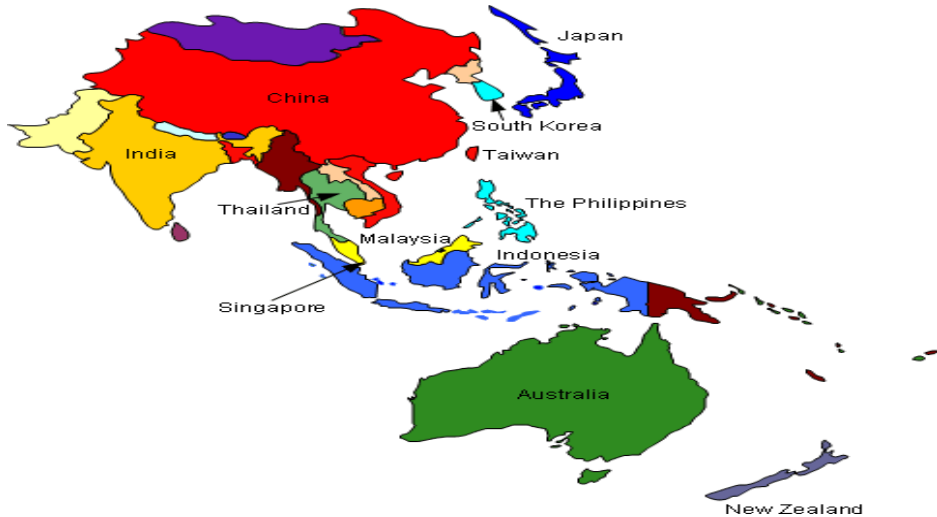 Japan
China
South Korea
India
Taiwan
Thailand
The Philippines
Malaysia
Indonesia
Singapore
Australia
New Zealand